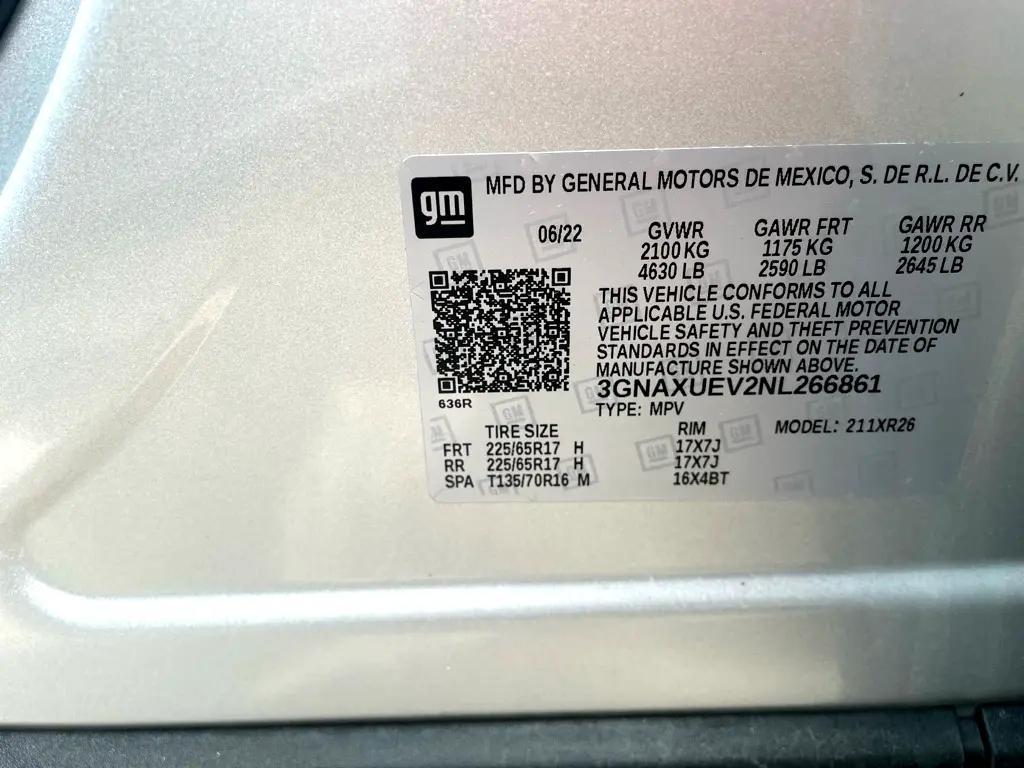 gm MFD BY GENERAL MOTORS DE MEXICO, S. DE R.L. DE C.V.
06/22 GVWR GAWR FRT GAWR RR
2100 KG 1175 KG 1200 KG
4630 LB 2590 LB 2645 LB
THIS VEHICLE CONFORMS TO ALL
APPLICABLE U.S. FEDERAL MOTOR
VEHICLE SAFETY AND THEFT PREVENTION
STANDARDS IN EFFECT ON THE DATE OF
MANUFACTURE SHOWN ABOVE.
3GNAXUEV2NL266861
636R
TYPE: MPV MODEL: 211XR26
TIRE SIZE RIM
FRT 225/65R17 H 17X7J
RR 225/65R17 H 17X7J
SPA T135/70R16 M 16X4BT